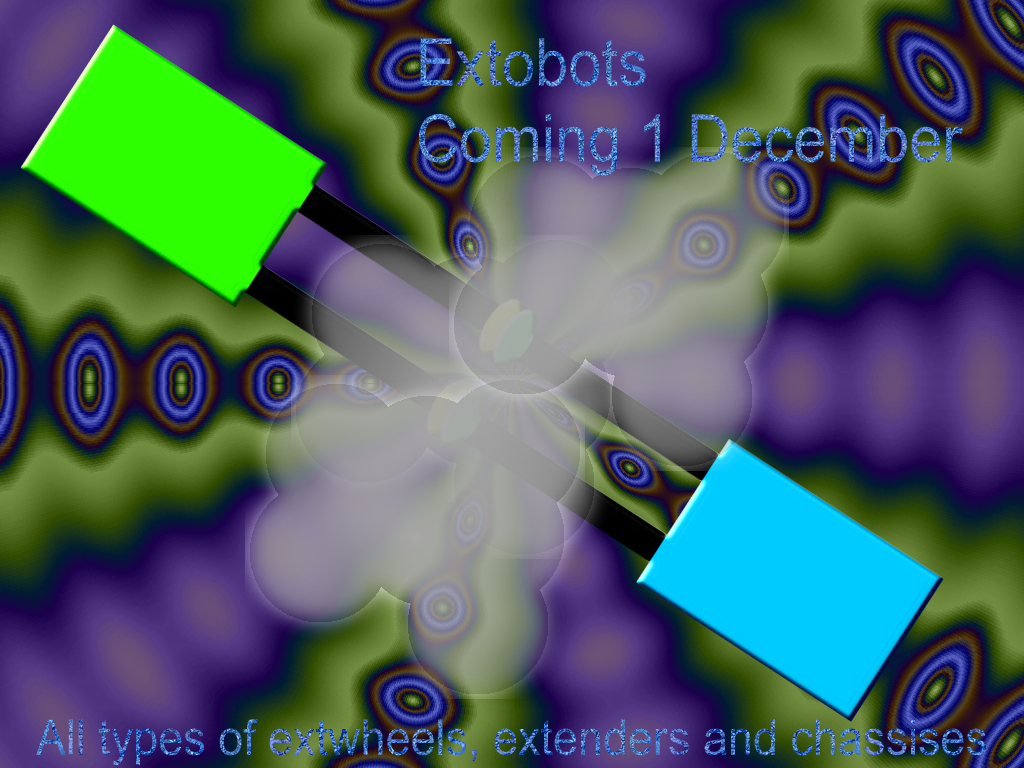 Extobots
Coming 1 December
All types of extwheels, extenders and chassises